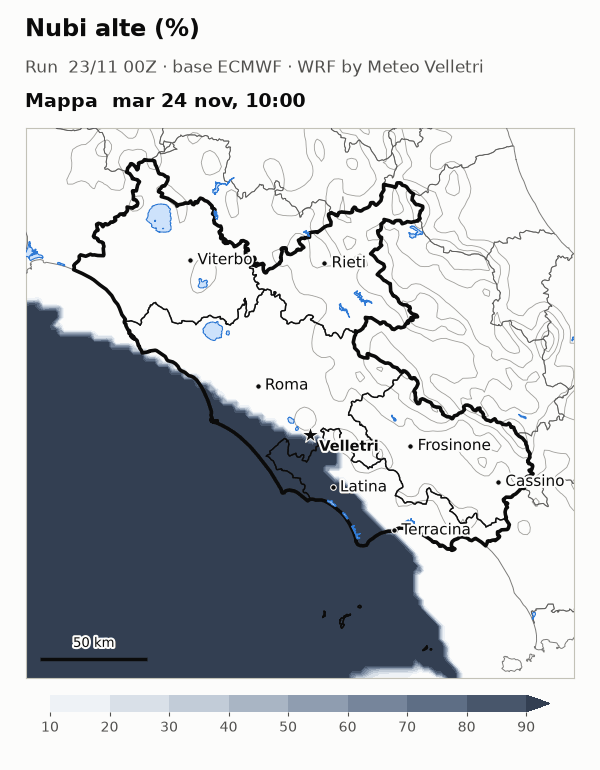 Nubi alte (%)
Run  23/11 00Z · base ECMWF · WRF by Meteo Velletri
Mappa  mar 24 nov, 10:00
Viterbo
Rieti
Roma
Velletri
Frosinone
Latina
Cassino
Terracina
50 km
10 20 30 40 50 60 70 80 90